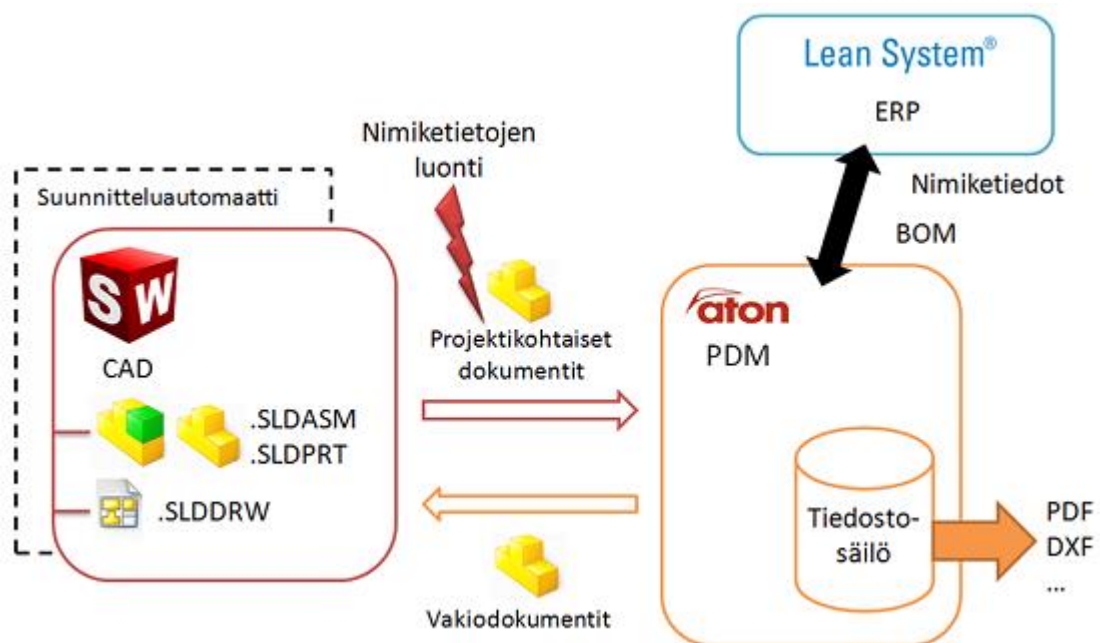 Lean System®
ERP
Nimiketietojen
luonti
Nimiketiedot
BOM
Suunnitteluautomaatti
SW
CAD
.SLDASM
.SLDPRT
.SLDDRW
Projektikohtaiset
dokumentit
Vakiodokumentit
aton
PDM
Tiedosto-
säilö
PDF
DXF
...